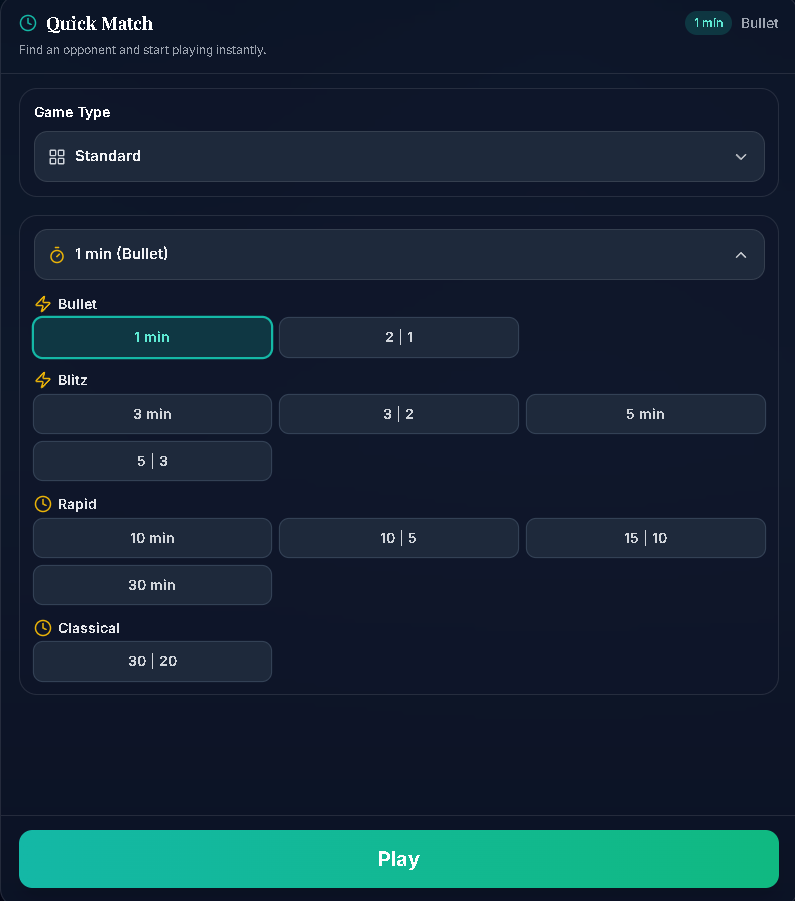 Quick Match
1 min Bullet
Find an opponent and start playing instantly.
Game Type
Standard
1 min (Bullet)
Bullet
1 min 2 | 1
Blitz
3 min 3 | 2 5 min
5 | 3
Rapid
10 min 10 | 5 15 | 10
30 min
Classical
30 | 20
Play